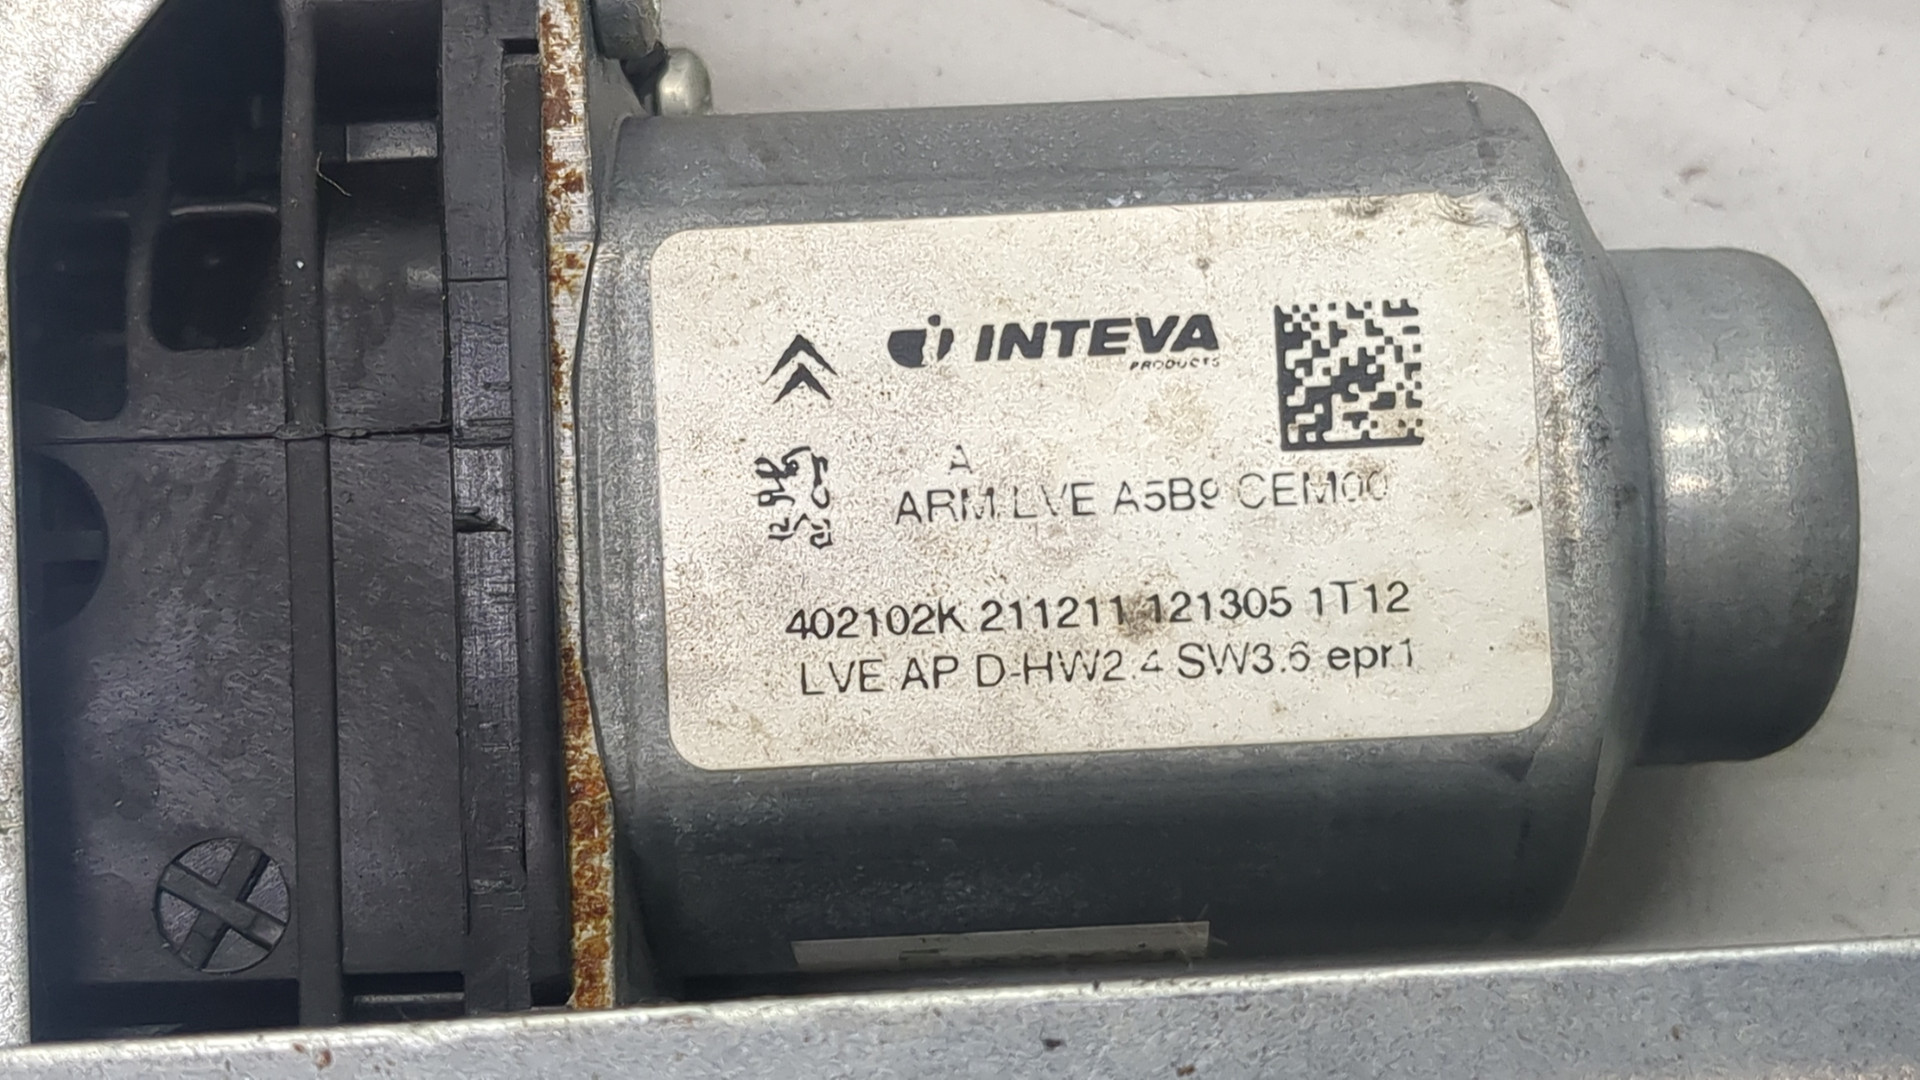 INTEVA
PRODUCTS
A
ARM LVE A5B9 CEM00
402102K 211211 121305 1T12
LVE AP D-HW2.4 SW3.6 epr1